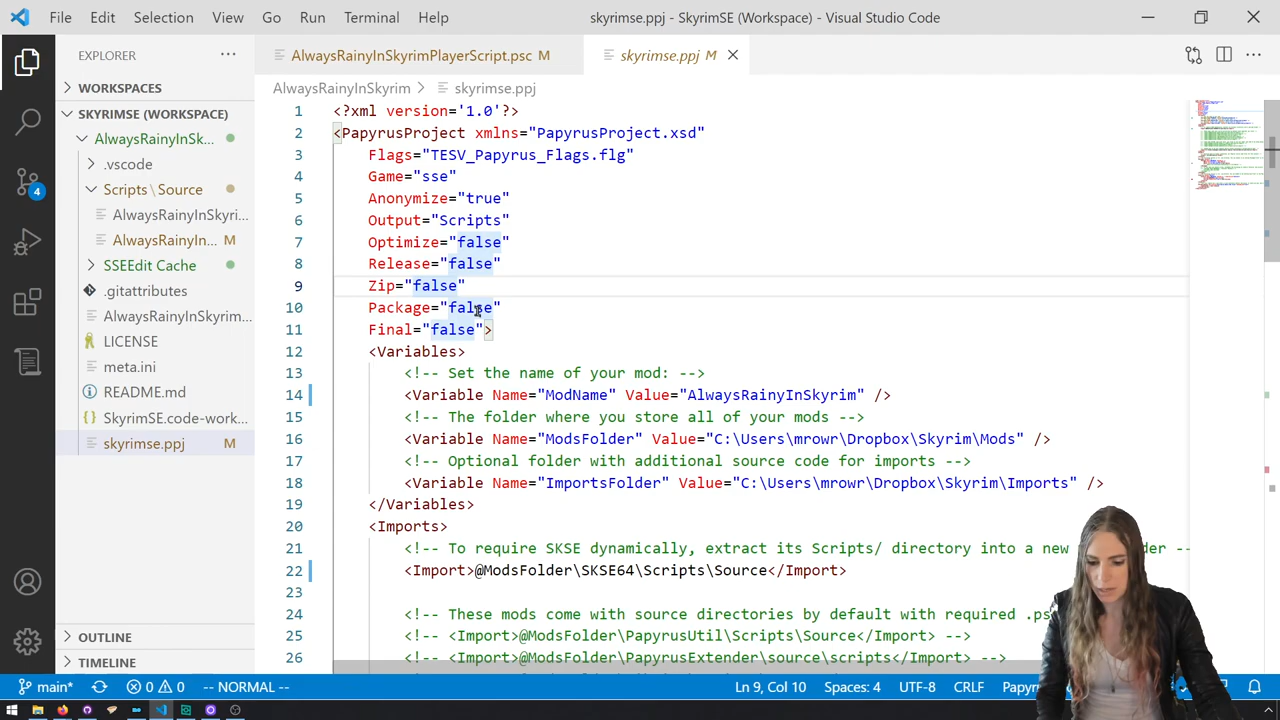 File Edit Selection View Go Run Terminal Help
skyrimse.ppj - SkyrimSE (Workspace) - Visual Studio Code
EXPLORER
WORKSPACES
SKYRIMSE (WORKSPACE)
AlwaysRainyInSk...
.vscode
Scripts \ Source
AlwaysRainyInSkyri...
AlwaysRainyIn... M
SSEEdit Cache
.gitattributes
AlwaysRainyInSkyrim...
LICENSE
meta.ini
README.md
SkyrimSE.code-work...
skyrimse.ppj M
OUTLINE
TIMELINE
4
AlwaysRainyInSkyrimPlayerScript.psc M
skyrimse.ppj M
AlwaysRainyInSkyrim > skyrimse.ppj
1 <?xml version='1.0'?>
2 <PapyrusProject xmlns="PapyrusProject.xsd"
3 Flags="TESV_Papyrus_Flags.flg"
4 Game="sse"
5 Anonymize="true"
6 Output="Scripts"
7 Optimize="false"
8 Release="false"
9 Zip="false"
10 Package="false"
11 Final="false">
12 <Variables>
13 <!-- Set the name of your mod: -->
14 <Variable Name="ModName" Value="AlwaysRainyInSkyrim" />
15 <!-- The folder where you store all of your mods -->
16 <Variable Name="ModsFolder" Value="C:\Users\mrowr\Dropbox\Skyrim\Mods" />
17 <!-- Optional folder with additional source code for imports -->
18 <Variable Name="ImportsFolder" Value="C:\Users\mrowr\Dropbox\Skyrim\Imports" />
19 </Variables>
20 <Imports>
21 <!-- To require SKSE dynamically, extract its Scripts/ directory into a new
22 <Import>@ModsFolder\SKSE64\Scripts\Source</Import>
23
24 <!-- These mods come with source directories by default with required .ps
25 <!-- <Import>@ModsFolder\PapyrusUtil\Scripts\Source</Import> -->
26 <!-- <Import>@ModsFolder\PapyrusExtender\source\scripts</Import> -->
main* 0 0 -- NORMAL -- Ln 9, Col 10 Spaces: 4 UTF-8 CRLF